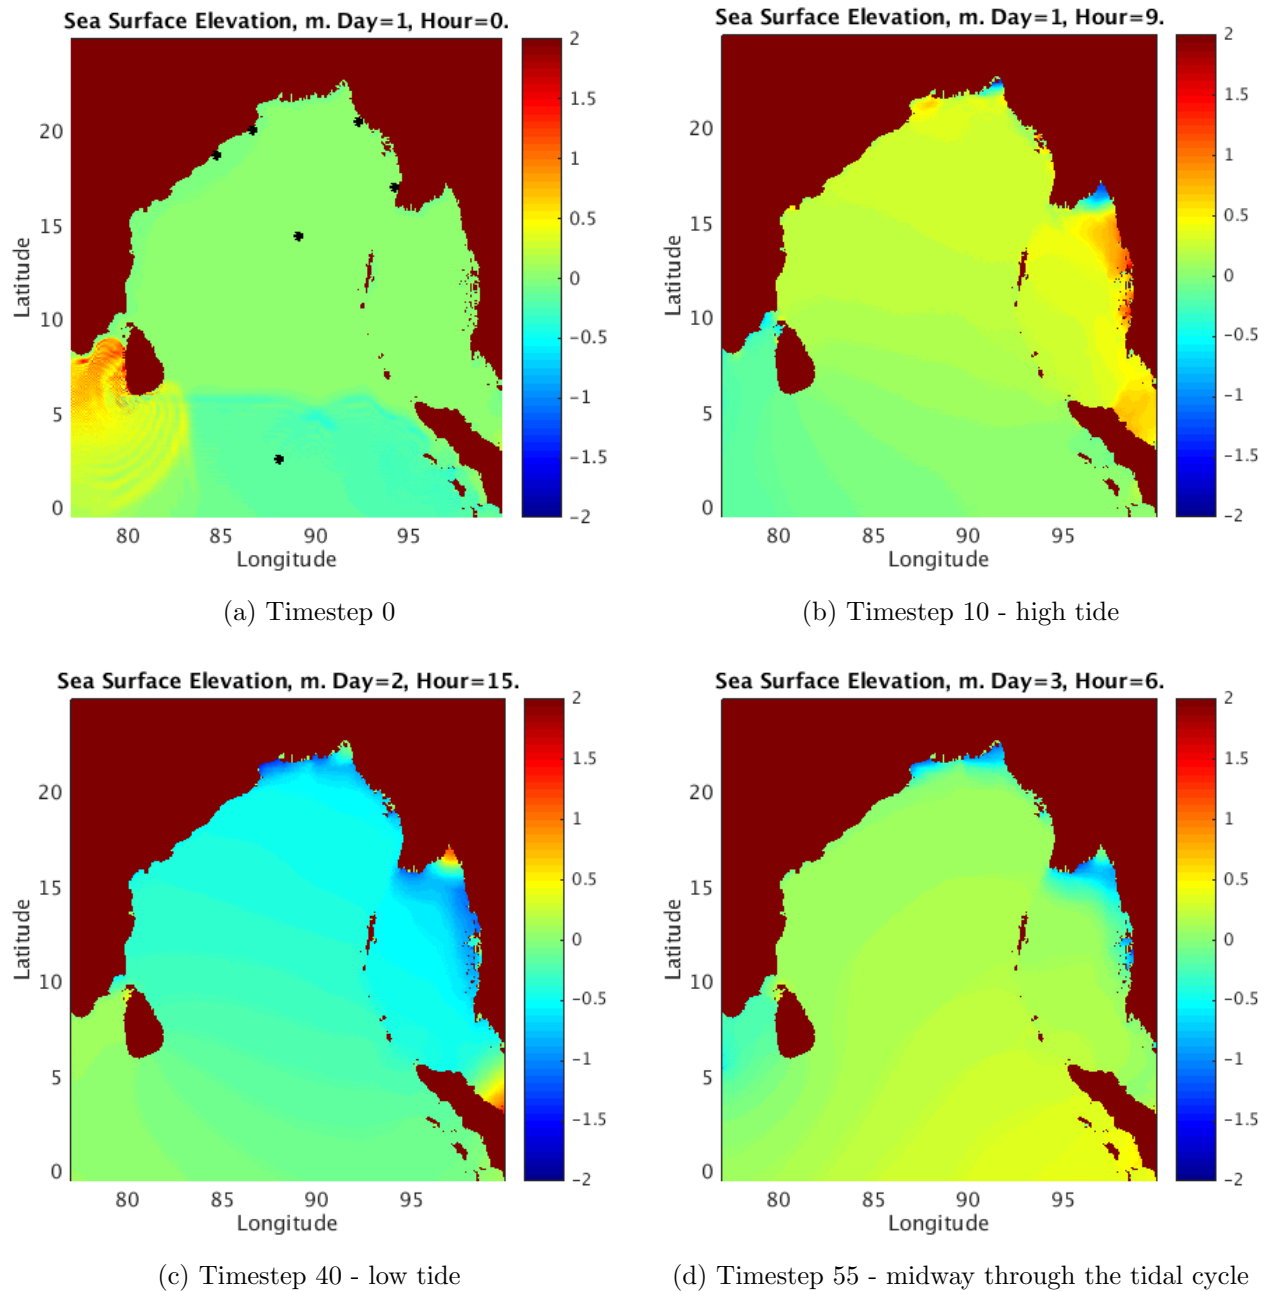 Sea Surface Elevation, m. Day=1, Hour=0.
2
1.5
1
0.5
0
−0.5
−1
−1.5
−2
20
15
10
5
0
Latitude
80 85 90 95
Longitude
(a) Timestep 0
Sea Surface Elevation, m. Day=1, Hour=9.
2
1.5
1
0.5
0
−0.5
−1
−1.5
−2
20
15
10
5
0
Latitude
80 85 90 95
Longitude
(b) Timestep 10 - high tide
Sea Surface Elevation, m. Day=2, Hour=15.
2
1.5
1
0.5
0
−0.5
−1
−1.5
−2
20
15
10
5
0
Latitude
80 85 90 95
Longitude
(c) Timestep 40 - low tide
Sea Surface Elevation, m. Day=3, Hour=6.
2
1.5
1
0.5
0
−0.5
−1
−1.5
−2
20
15
10
5
0
Latitude
80 85 90 95
Longitude
(d) Timestep 55 - midway through the tidal cycle